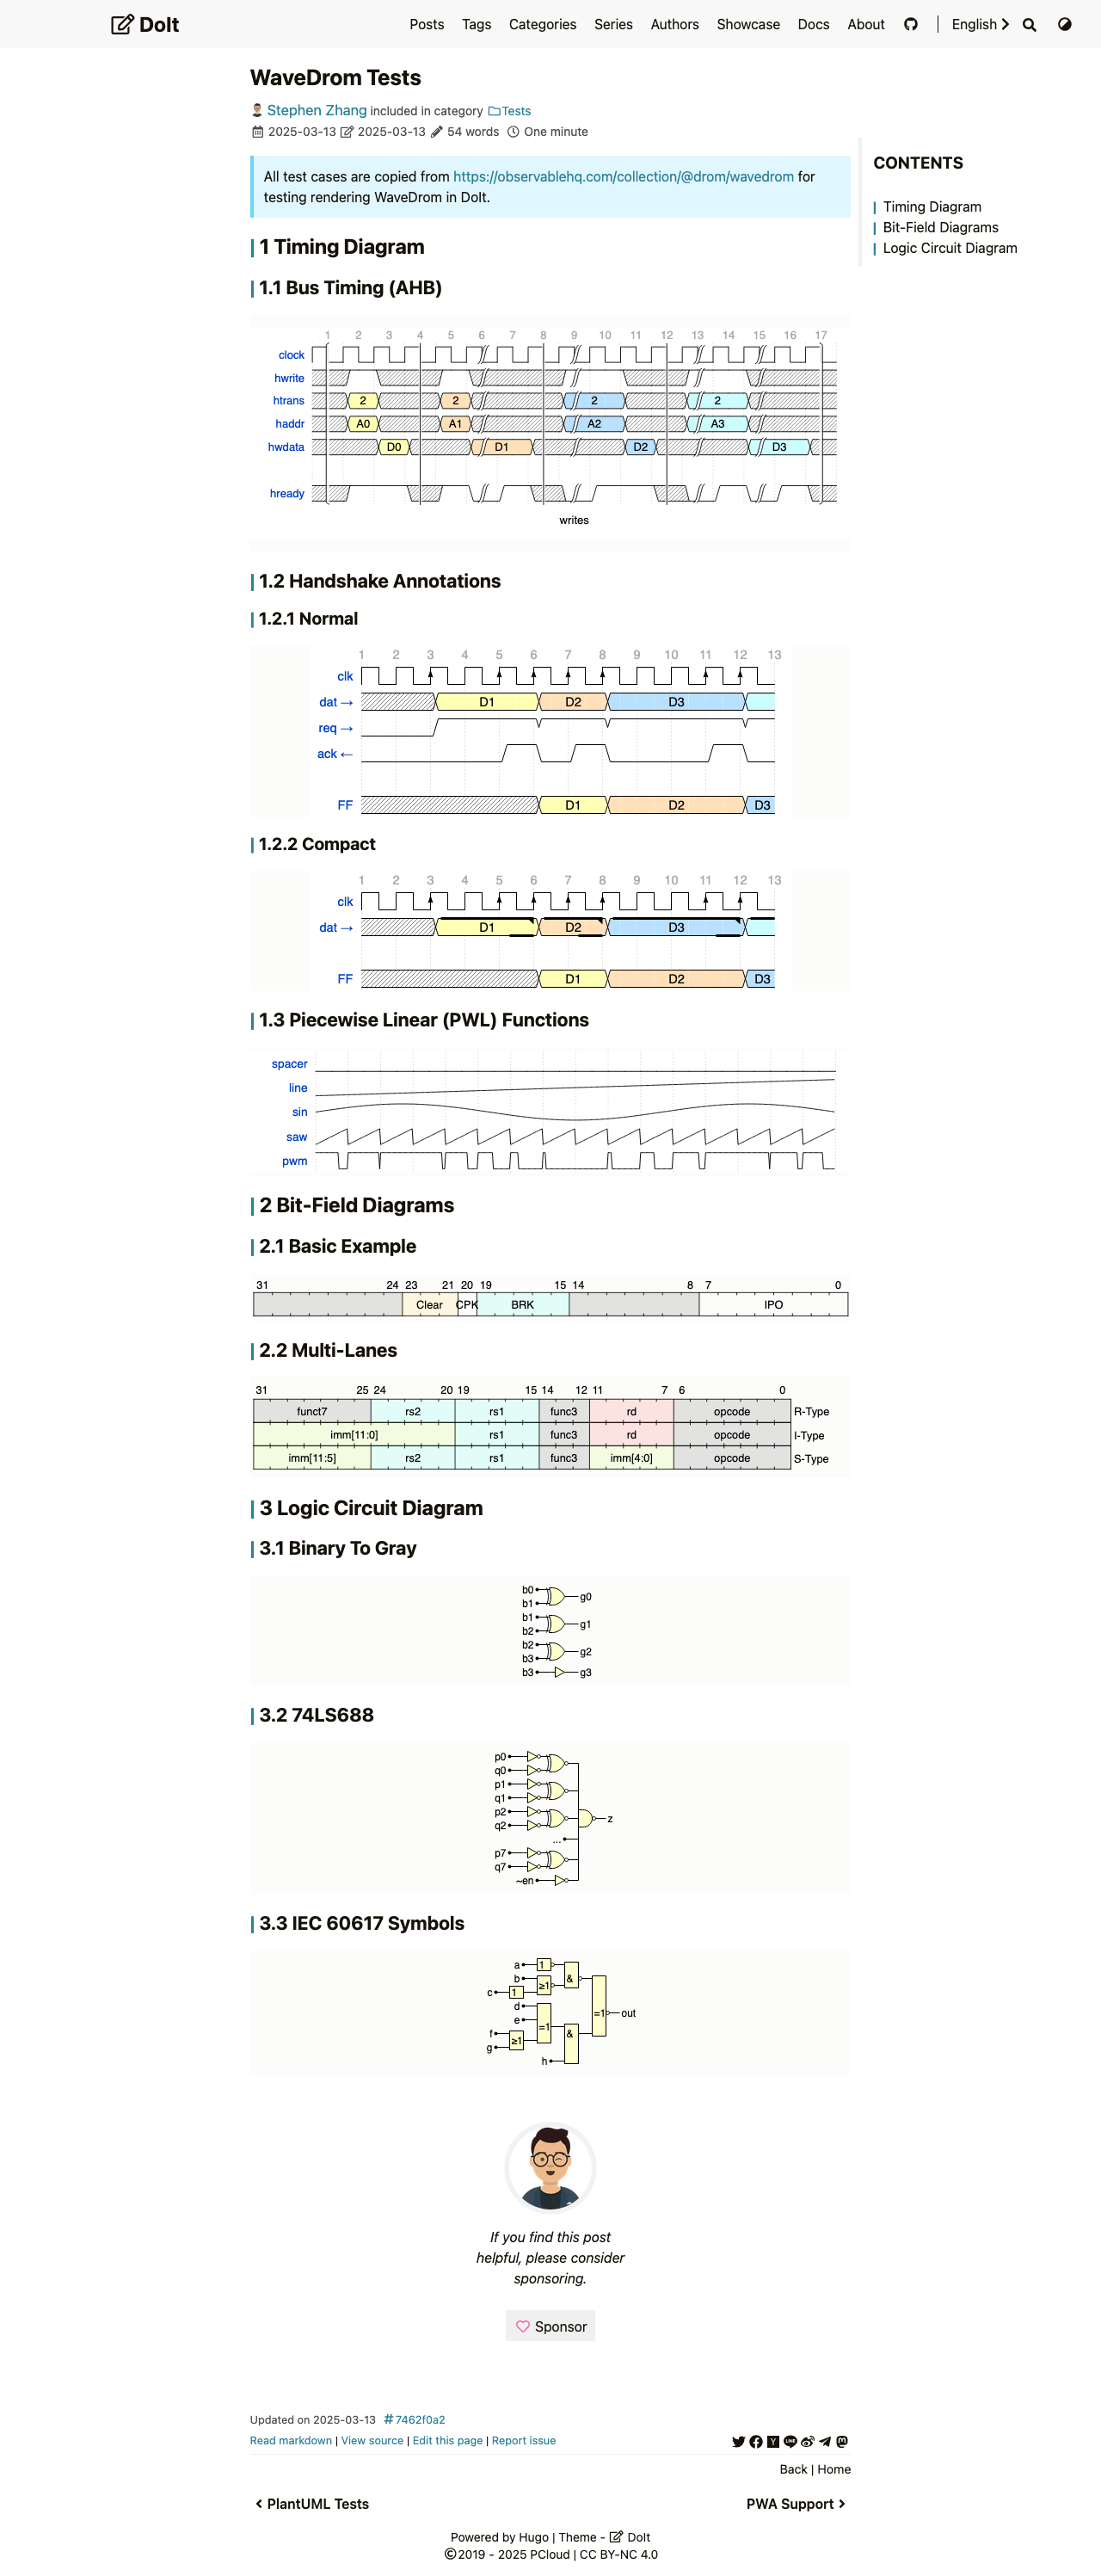 DoIt
Posts Tags Categories Series Authors Showcase Docs About | English
WaveDrom Tests
Stephen Zhang included in category Tests
2025-03-13 2025-03-13 54 words One minute
All test cases are copied from https://observablehq.com/collection/@drom/wavedrom for
testing rendering WaveDrom in DoIt.
CONTENTS
Timing Diagram
Bit-Field Diagrams
Logic Circuit Diagram
1 Timing Diagram
1.1 Bus Timing (AHB)
1 2 3 4 5 6 7 8 9 10 11 12 13 14 15 16 17
clock
hwrite
htrans 2 2 2 2
haddr A0 A1 A2 A3
hwdata D0 D1 D2 D3
hready
writes
1.2 Handshake Annotations
1.2.1 Normal
1 2 3 4 5 6 7 8 9 10 11 12 13
clk
dat → D1 D2 D3
req →
ack ←
FF D1 D2 D3
1.2.2 Compact
1 2 3 4 5 6 7 8 9 10 11 12 13
clk
dat → D1 D2 D3
FF D1 D2 D3
1.3 Piecewise Linear (PWL) Functions
spacer
line
sin
saw
pwm
2 Bit-Field Diagrams
2.1 Basic Example
31 24 23 21 20 19 15 14 8 7 0
Clear CPK BRK IPO
2.2 Multi-Lanes
31 25 24 20 19 15 14 12 11 7 6 0
funct7 rs2 rs1 func3 rd opcode R-Type
imm[11:0] rs1 func3 rd opcode I-Type
imm[11:5] rs2 rs1 func3 imm[4:0] opcode S-Type
3 Logic Circuit Diagram
3.1 Binary To Gray
b0
g0
b1
b1
g1
b2
b2
g2
b3
b3 g3
3.2 74LS688
p0
q0
p1
q1
p2
z
q2
...
p7
q7
~en
3.3 IEC 60617 Symbols
a 1
b & 
≥1
c 1
d
=1 out
e
=1
f &
≥1
g
h
If you find this post
helpful, please consider
sponsoring.
Sponsor
Updated on 2025-03-13 #7462f0a2
Read markdown | View source | Edit this page | Report issue
Back | Home
PlantUML Tests PWA Support
Powered by Hugo | Theme - DoIt
©2019 - 2025 PCloud | CC BY-NC 4.0